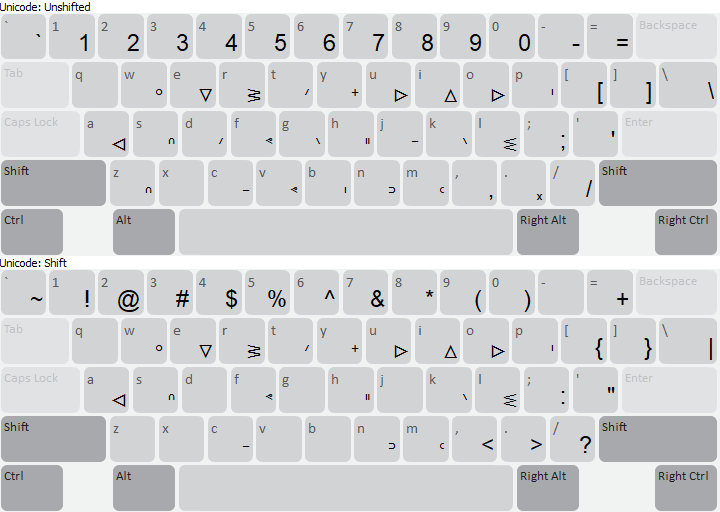 Unicode: Unshifted
` 1 2 3 4 5 6 7 8 9 0 - = Backspace
` 1 2 3 4 5 6 7 8 9 0 - =
Tab q w e r t y u i o p [ ] \
ᐤ ᐁ ᕒ ᐟ ᐩ ᐅ ᐃ ᐅ ᑊ [ ] \
Caps Lock a s d f g h j k l ; ' Enter
ᐊ ᐢ ᐟ ᐠ ᐦ ᐨ ᐠ ᓬ ; '
Shift z x c v b n m , . / Shift
ᐢ ᐨ ᑊ ᐣ ᒼ , ᕽ /
Ctrl Alt Right Alt Right Ctrl
Unicode: Shift
` 1 2 3 4 5 6 7 8 9 0 - = Backspace
~ ! @ # $ % ^ & * ( ) +
Tab q w e r t y u i o p [ ] \
ᐤ ᐁ ᕒ ᐟ ᐩ ᐅ ᐃ ᐅ ᑊ { } |
Caps Lock a s d f g h j k l ; ' Enter
ᐊ ᐢ ᐦ ᐠ ᓬ : "
Shift z x c v b n m , . / Shift
ᐨ ᐣ ᒼ < > ?
Ctrl Alt Right Alt Right Ctrl